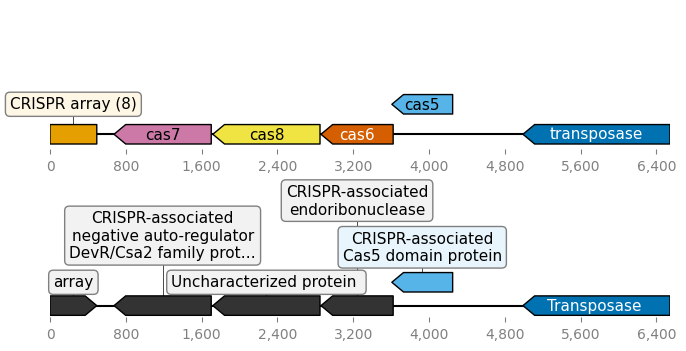 CRISPR array (8)
cas5
cas7
cas8
cas6
transposase
0 800 1,600 2,400 3,200 4,000 4,800 5,600 6,400
CRISPR-associated
endoribonuclease
CRISPR-associated
negative auto-regulator
DevR/Csa2 family prot…
CRISPR-associated
Cas5 domain protein
array
Uncharacterized protein
Transposase
0 800 1,600 2,400 3,200 4,000 4,800 5,600 6,400